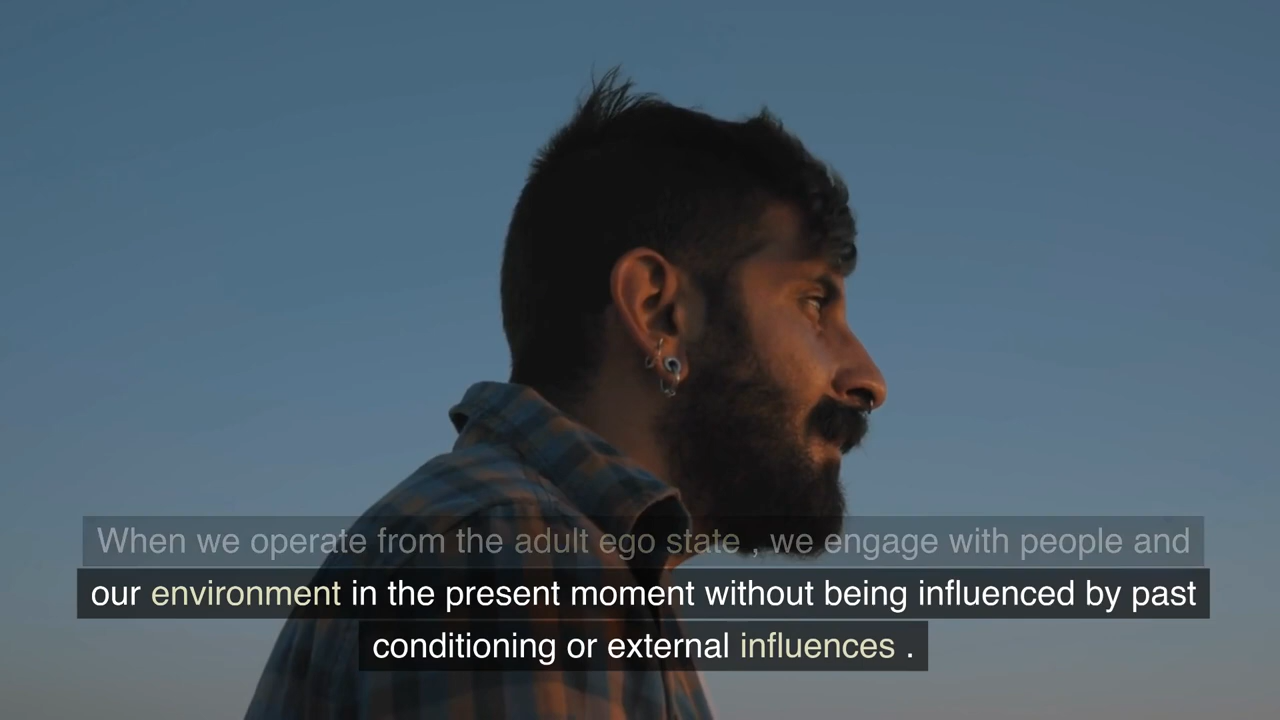 When we operate from the adult ego state , we engage with people and
our environment in the present moment without being influenced by past
conditioning or external influences .